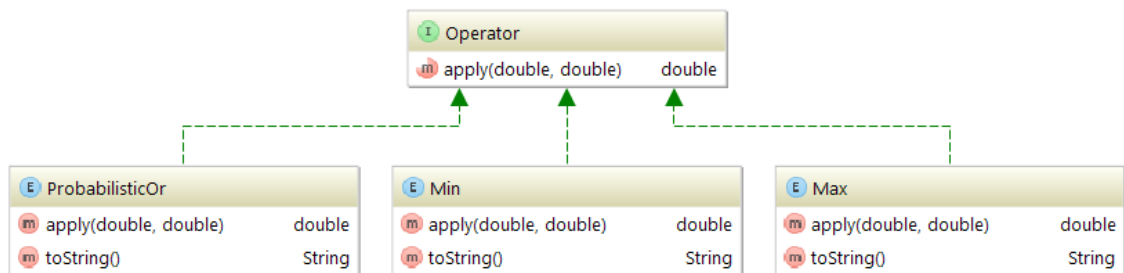 I Operator
m apply(double, double) double
E ProbabilisticOr
m apply(double, double) double
m toString() String
E Min
m apply(double, double) double
m toString() String
E Max
m apply(double, double) double
m toString() String